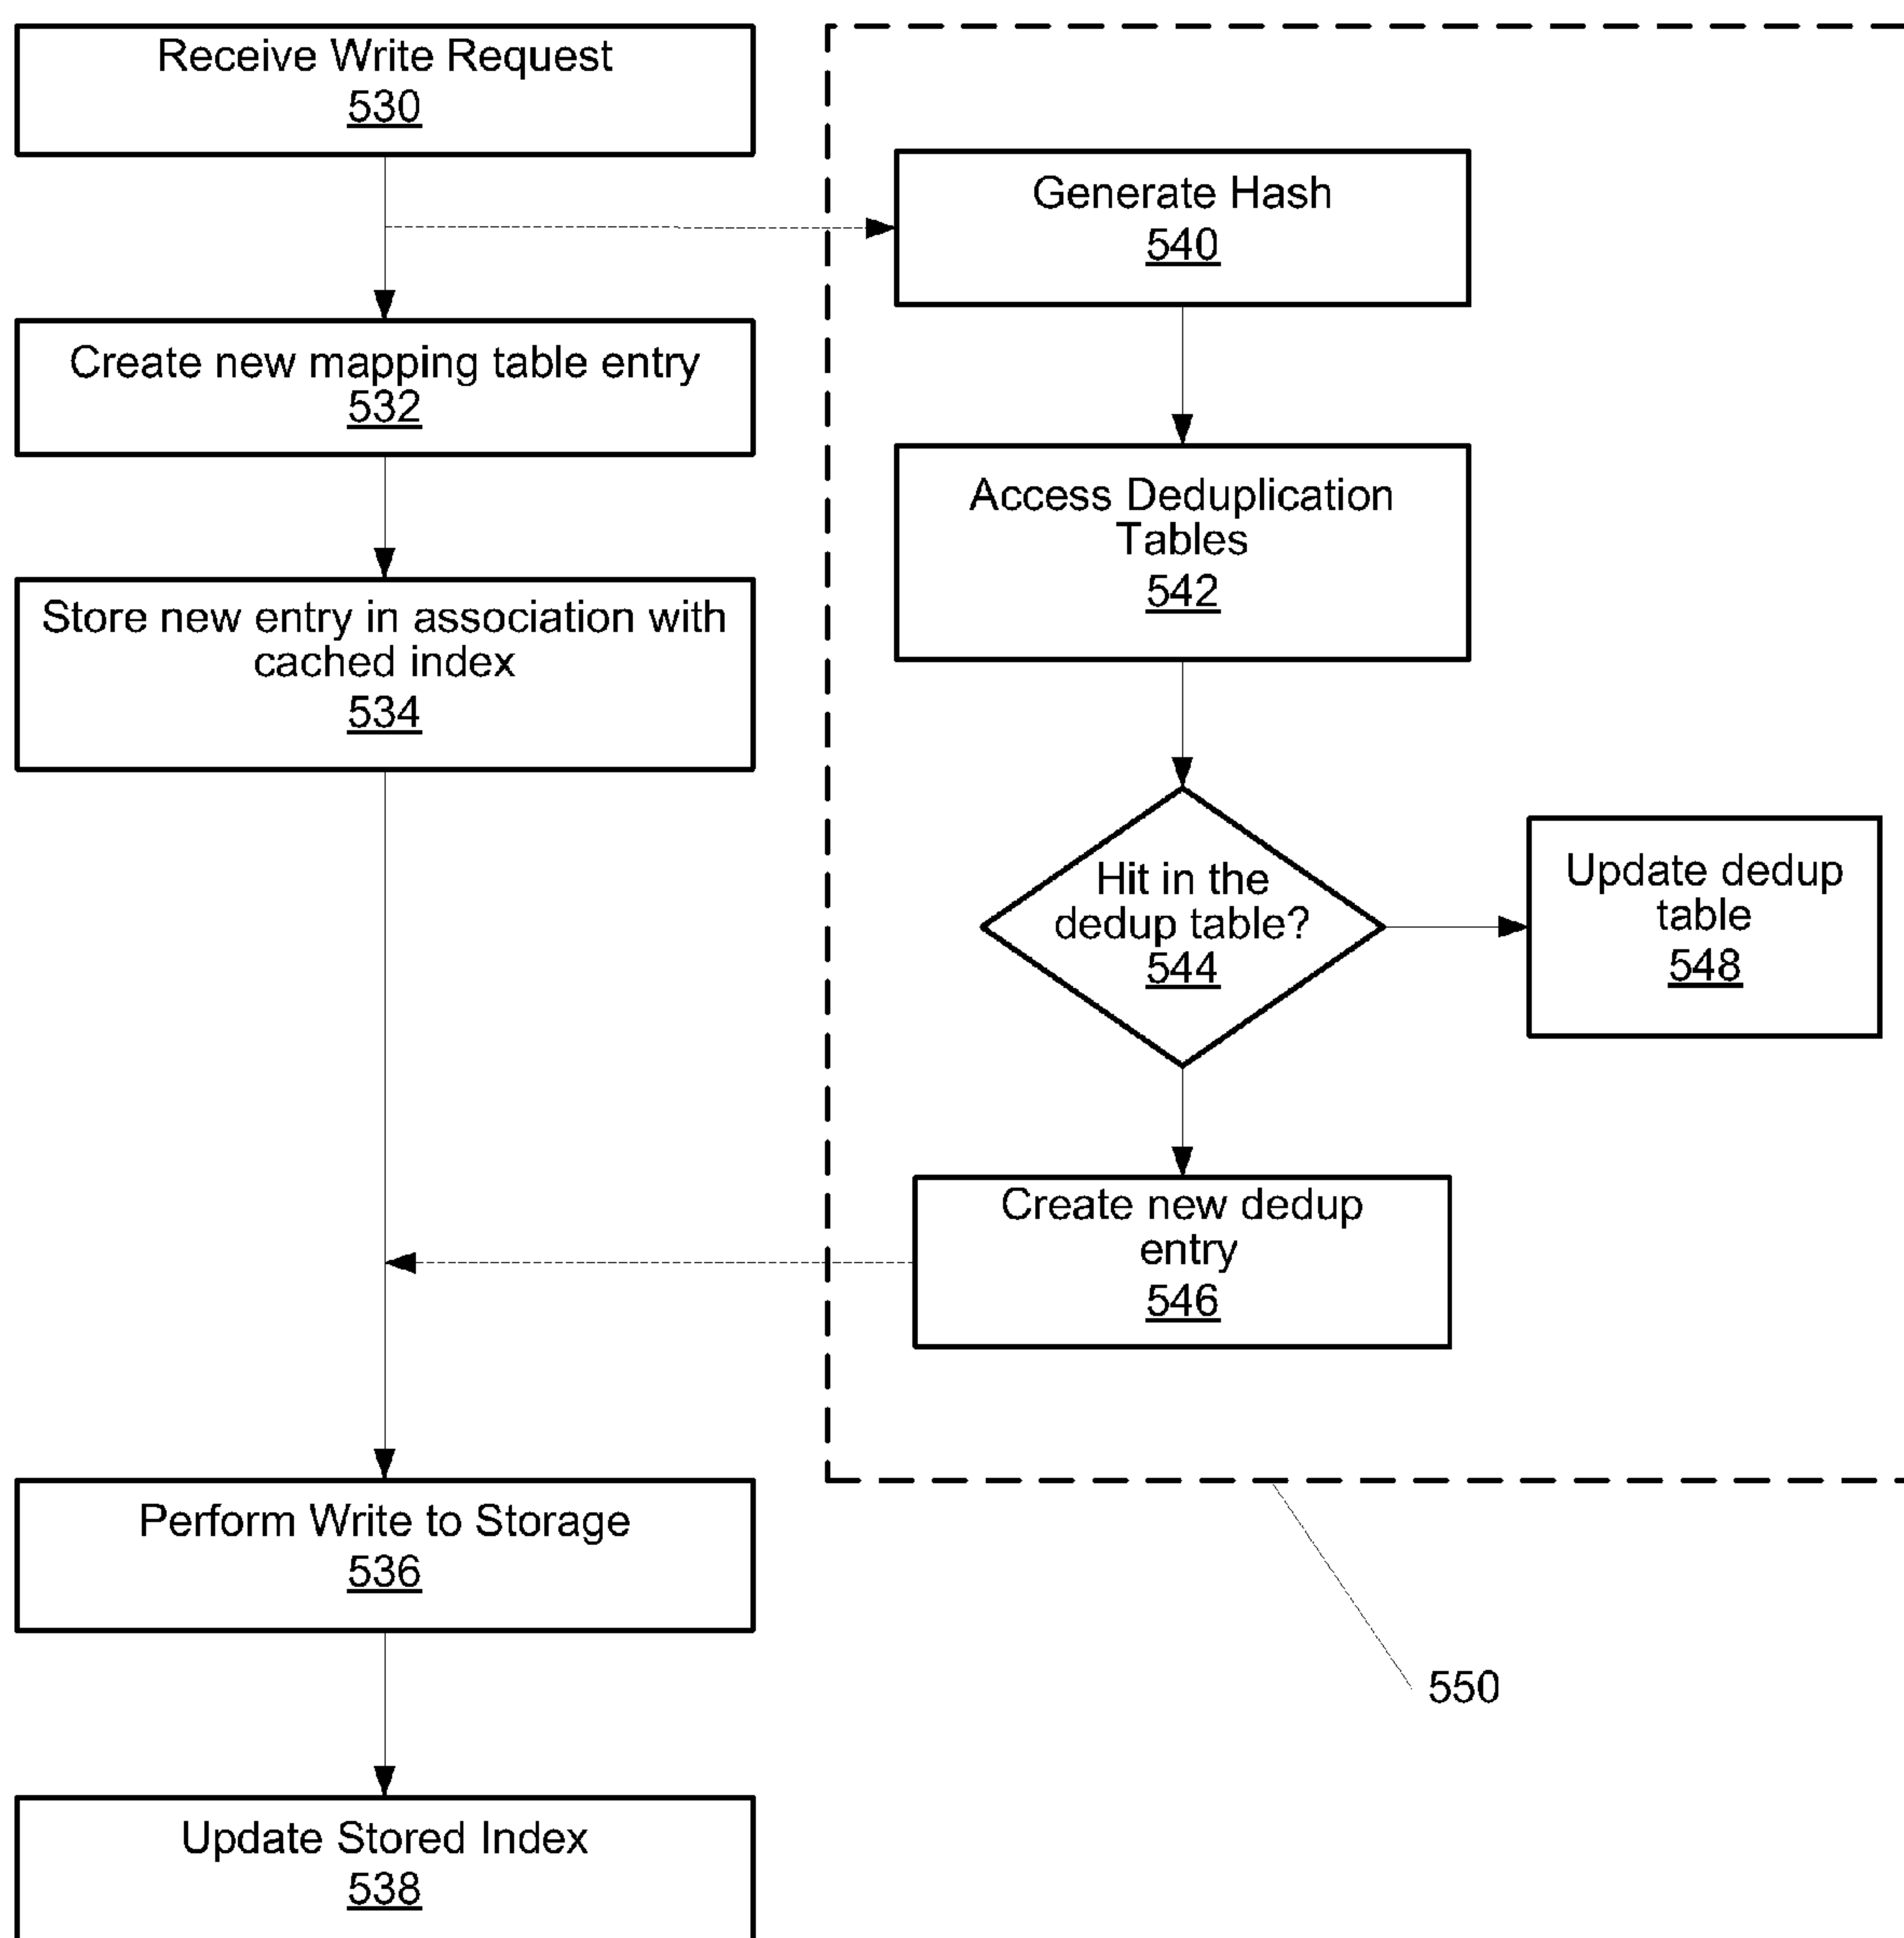 Receive Write Request
530
Create new mapping table entry
532
Store new entry in association with
cached index
534
Perform Write to Storage
536
Update Stored Index
538
Generate Hash
540
Access Deduplication
Tables
542
Hit in the
dedup table?
544
Update dedup
table
548
Create new dedup
entry
546
550